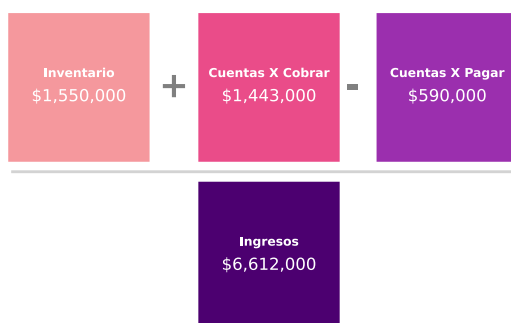 Inventario
$1,550,000
+
Cuentas X Cobrar
$1,443,000
-
Cuentas X Pagar
$590,000
Ingresos
$6,612,000